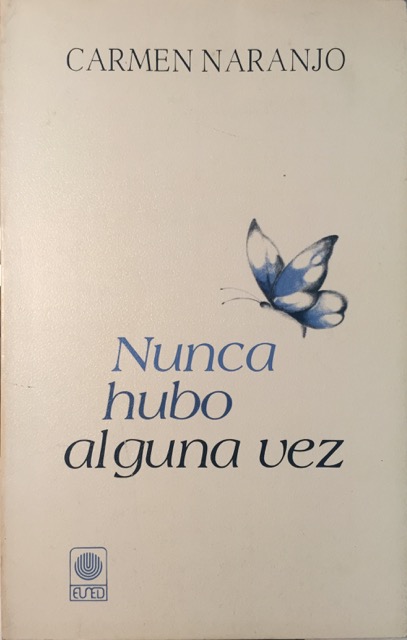 CARMEN NARANJO
Nunca
hubo
alguna vez
EUNED